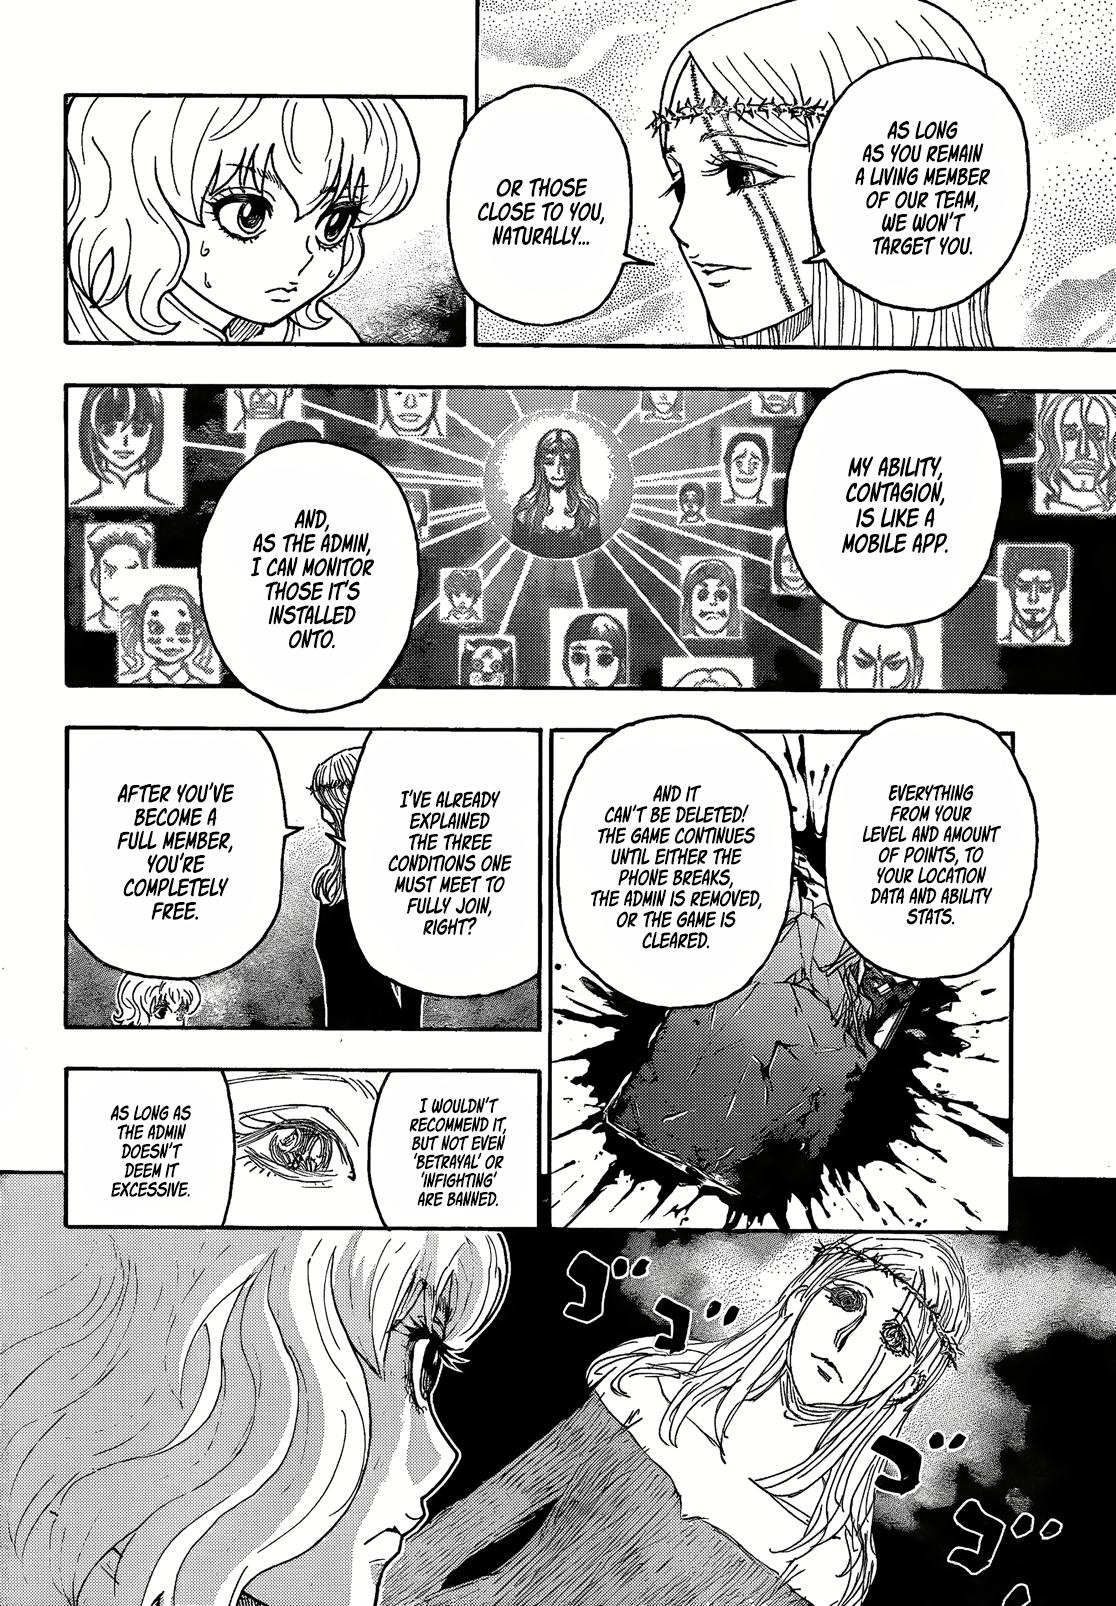 AS LONG
AS YOU REMAIN
A LIVING MEMBER
OF OUR TEAM,
WE WON'T
TARGET YOU.
OR THOSE
CLOSE TO YOU,
NATURALLY...
MY ABILITY,
CONTAGION,
IS LIKE A
MOBILE APP.
AND,
AS THE ADMIN,
I CAN MONITOR
THOSE IT'S
INSTALLED
ONTO.
EVERYTHING
FROM YOUR
LEVEL AND AMOUNT
OF POINTS, TO
YOUR LOCATION
DATA AND ABILITY
STATS.
AND IT
CAN'T BE DELETED!
THE GAME CONTINUES
UNTIL EITHER THE
PHONE BREAKS,
THE ADMIN IS REMOVED,
OR THE GAME IS
CLEARED.
I'VE ALREADY
EXPLAINED
THE THREE
CONDITIONS ONE
MUST MEET TO
FULLY JOIN,
RIGHT?
AFTER YOU'VE
BECOME A
FULL MEMBER,
YOU'RE
COMPLETELY
FREE.
I WOULDN'T
RECOMMEND IT,
BUT NOT EVEN
'BETRAYAL' OR
'INFIGHTING'
ARE BANNED.
AS LONG AS
THE ADMIN
DOESN'T
DEEM IT
EXCESSIVE.
ゴ
ゴ
ゴ
ゴ